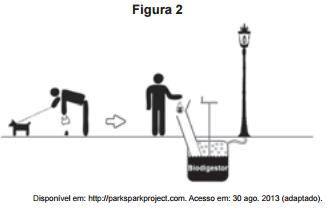 Figura 2
Biodigestor
Disponível em: http://parksparkproject.com. Acesso em: 30 ago. 2013 (adaptado).